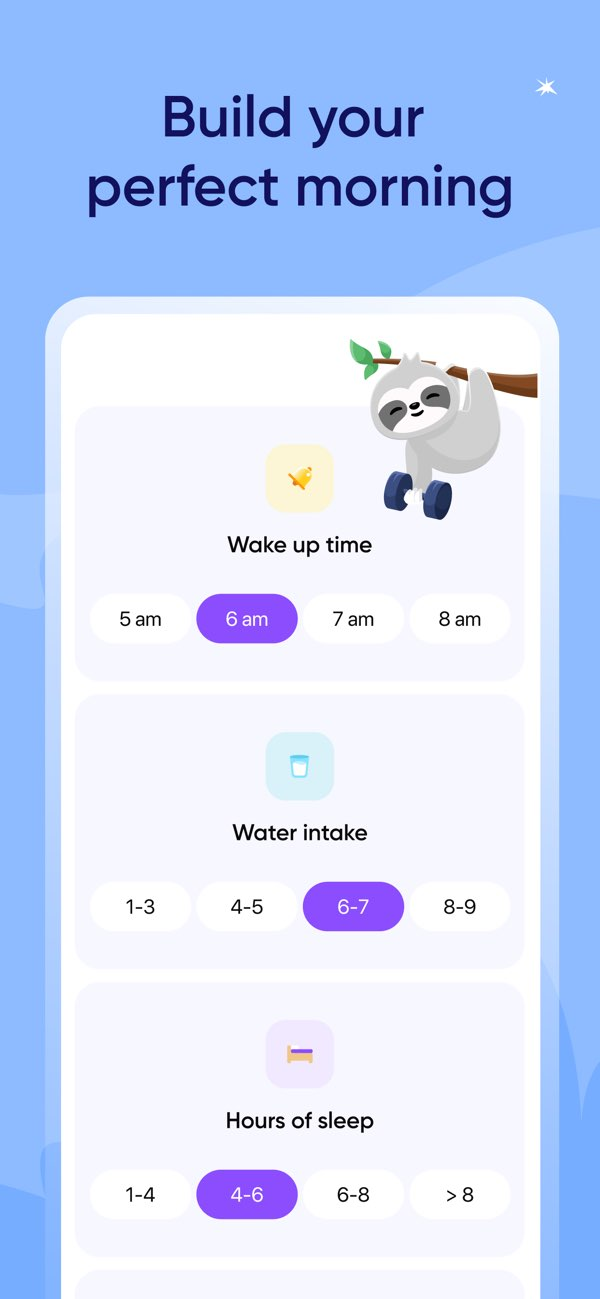 Build your
perfect morning
Wake up time
5 am 6 am 7 am 8 am
Water intake
1-3 4-5 6-7 8-9
Hours of sleep
1-4 4-6 6-8 > 8